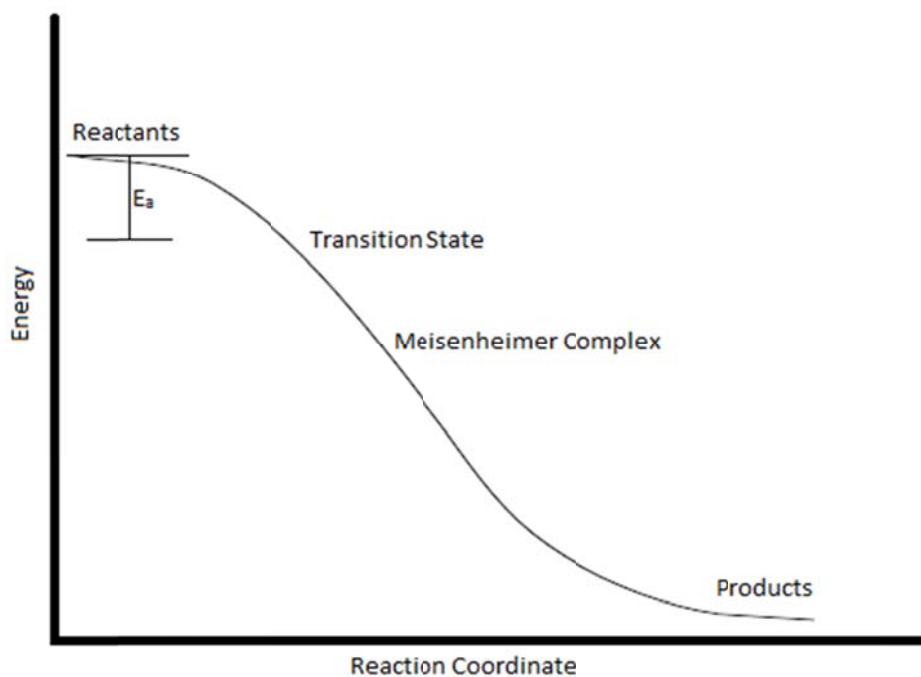 Reactants
Eₐ
Transition State
Meisenheimer Complex
Energy
Products
Reaction Coordinate